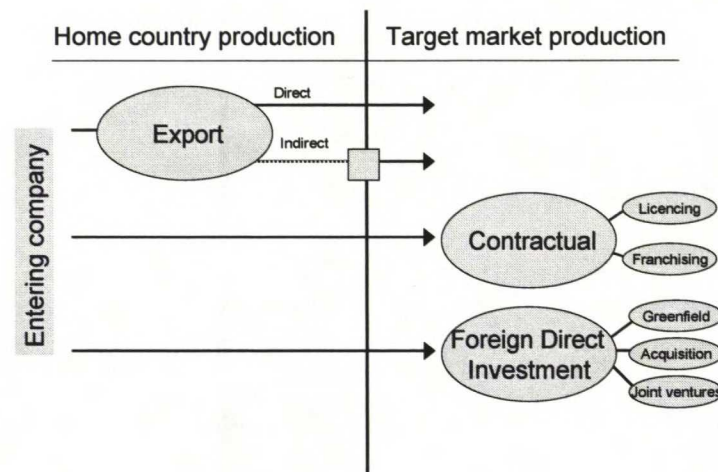 Home country production
Target market production
Direct
Export
Indirect
Entering company
Contractual
Licencing
Franchising
Foreign Direct
Investment
Greenfield
Acquisition
Joint ventures